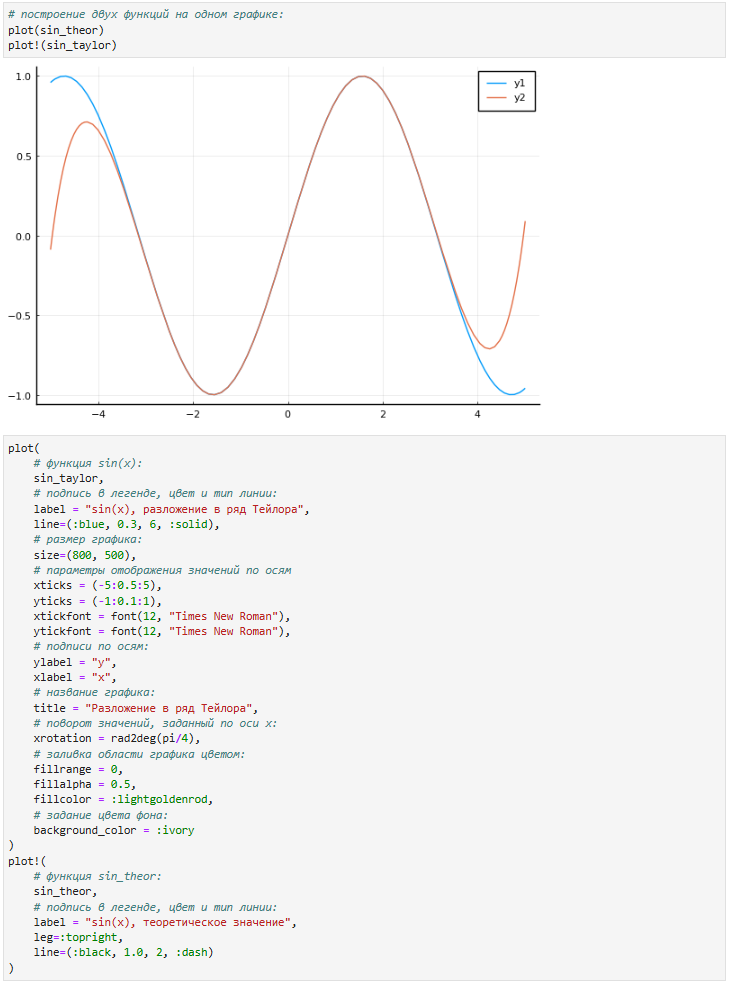 # построение двух функций на одном графике:
plot(sin_theor)
plot!(sin_taylor)
1.0
0.5
0.0
−0.5
−1.0
−4
−2
0
2
4
y1
y2
plot(
    # функция sin(x):
    sin_taylor,
    # подпись в легенде, цвет и тип линии:
    label = "sin(x), разложение в ряд Тейлора",
    line=(:blue, 0.3, 6, :solid),
    # размер графика:
    size=(800, 500),
    # параметры отображения значений по осям
    xticks = (-5:0.5:5),
    yticks = (-1:0.1:1),
    xtickfont = font(12, "Times New Roman"),
    ytickfont = font(12, "Times New Roman"),
    # подписи по осям:
    ylabel = "y",
    xlabel = "x",
    # название графика:
    title = "Разложение в ряд Тейлора",
    # поворот значений, заданный по оси x:
    xrotation = rad2deg(pi/4),
    # заливка области графика цветом:
    fillrange = 0,
    fillalpha = 0.5,
    fillcolor = :lightgoldenrod,
    # задание цвета фона:
    background_color = :ivory
)
plot!(
    # функция sin_theor:
    sin_theor,
    # подпись в легенде, цвет и тип линии:
    label = "sin(x), теоретическое значение",
    leg=:topright,
    line=(:black, 1.0, 2, :dash)
)